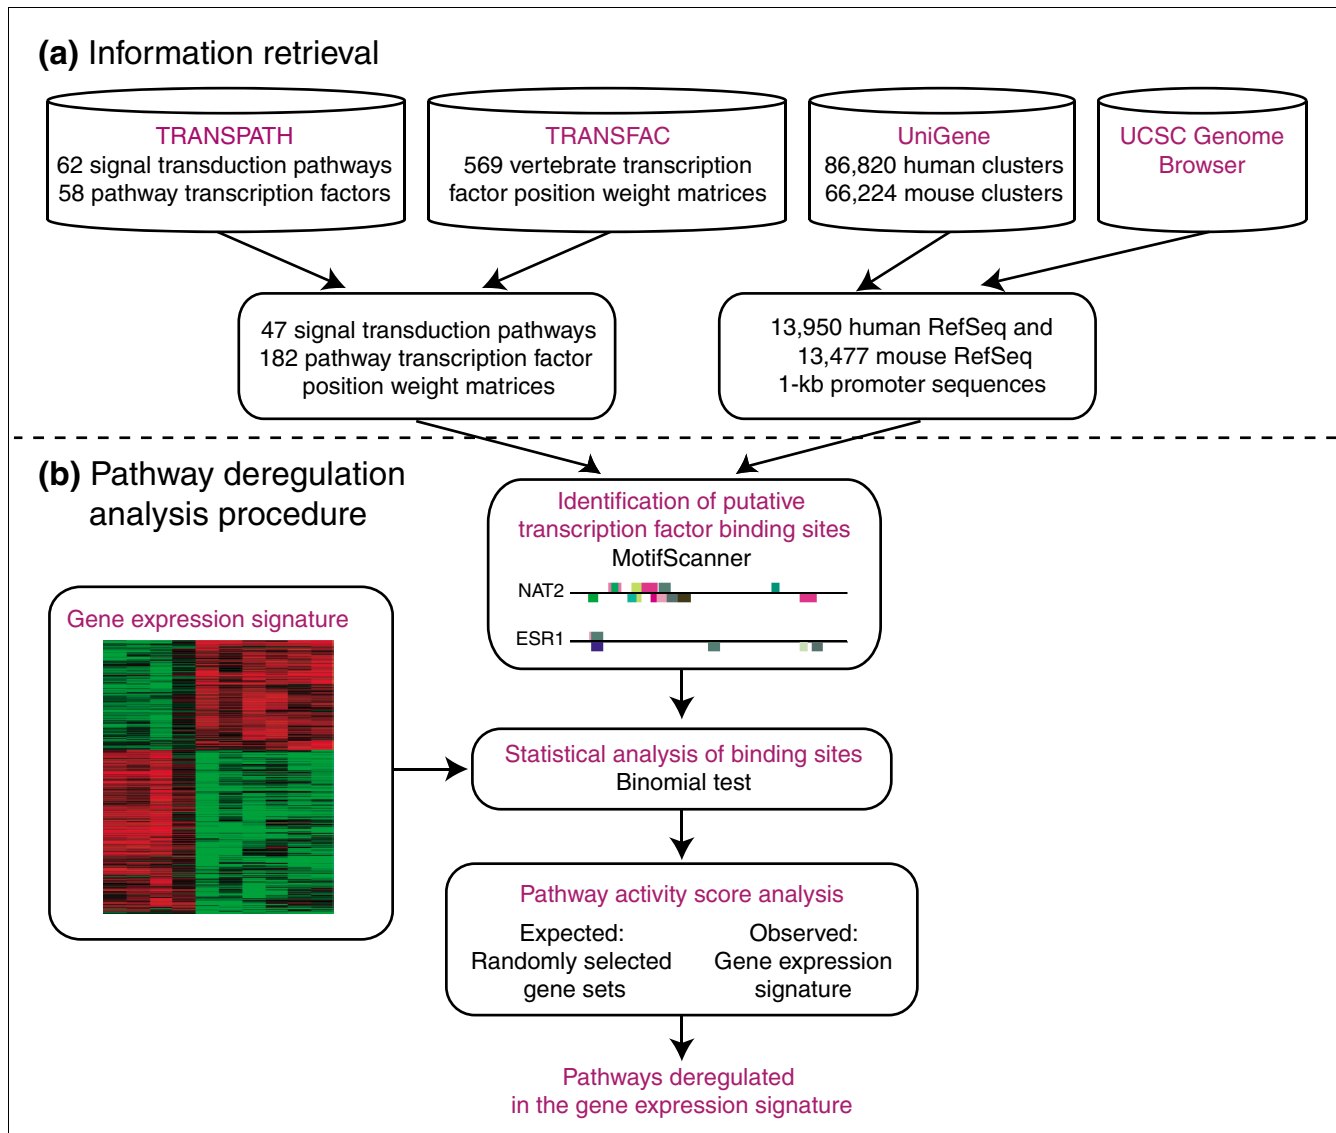 (a) Information retrieval
TRANSPATH
62 signal transduction pathways
58 pathway transcription factors
TRANSFAC
569 vertebrate transcription
factor position weight matrices
UniGene
86,820 human clusters
66,224 mouse clusters
UCSC Genome
Browser
47 signal transduction pathways
182 pathway transcription factor
position weight matrices
13,950 human RefSeq and
13,477 mouse RefSeq
1-kb promoter sequences
(b) Pathway deregulation
analysis procedure
Identification of putative
transcription factor binding sites
MotifScanner
NAT2
ESR1
Gene expression signature
Statistical analysis of binding sites
Binomial test
Pathway activity score analysis
Expected:
Randomly selected
gene sets
Observed:
Gene expression
signature
Pathways deregulated
in the gene expression signature